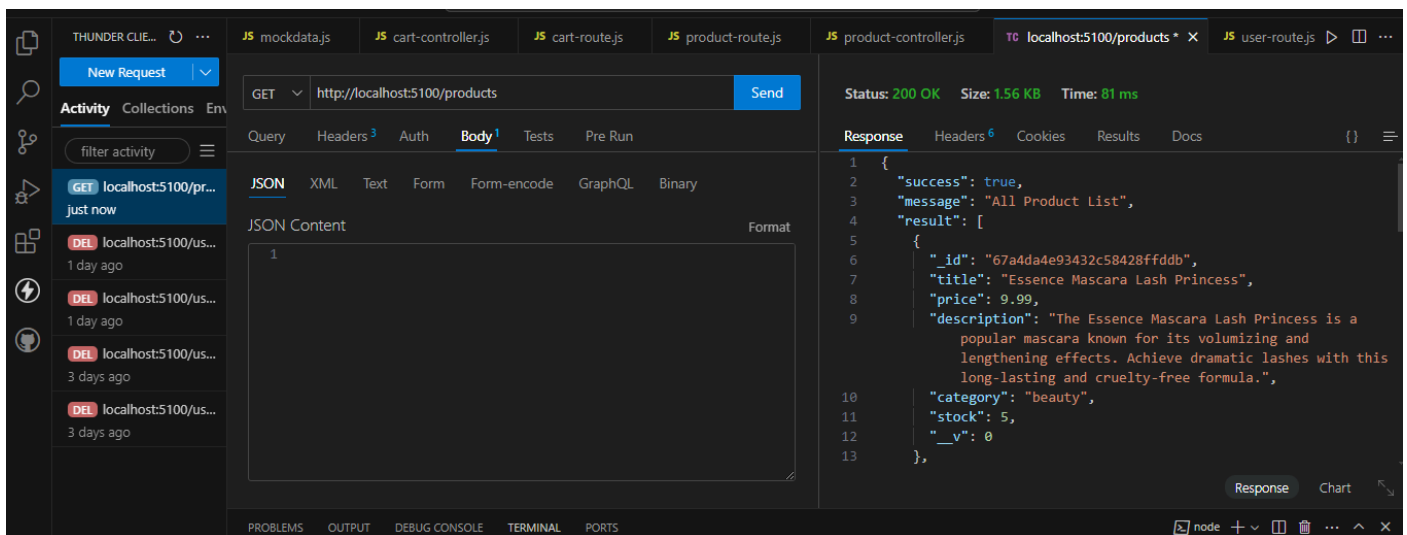 THUNDER CLIE... ···
JS mockdata.js JS cart-controller.js JS cart-route.js JS product-route.js JS product-controller.js TC localhost:5100/products * × JS user-route.js ···
New Request
GET http://localhost:5100/products Send
Status: 200 OK Size: 1.56 KB Time: 81 ms
Activity Collections Env
Query Headers 3 Auth Body 1 Tests Pre Run
Response Headers 6 Cookies Results Docs {}
filter activity
GET localhost:5100/pr...
just now
DEL localhost:5100/us...
1 day ago
DEL localhost:5100/us...
1 day ago
DEL localhost:5100/us...
3 days ago
DEL localhost:5100/us...
3 days ago
JSON XML Text Form Form-encode GraphQL Binary
JSON Content Format
1
1 {
2 "success": true,
3 "message": "All Product List",
4 "result": [
5 {
6 "_id": "67a4da4e93432c58428ffddb",
7 "title": "Essence Mascara Lash Princess",
8 "price": 9.99,
9 "description": "The Essence Mascara Lash Princess is a
popular mascara known for its volumizing and
lengthening effects. Achieve dramatic lashes with this
long-lasting and cruelty-free formula.",
10 "category": "beauty",
11 "stock": 5,
12 "__v": 0
13 },
Response Chart
PROBLEMS OUTPUT DEBUG CONSOLE TERMINAL PORTS node ···